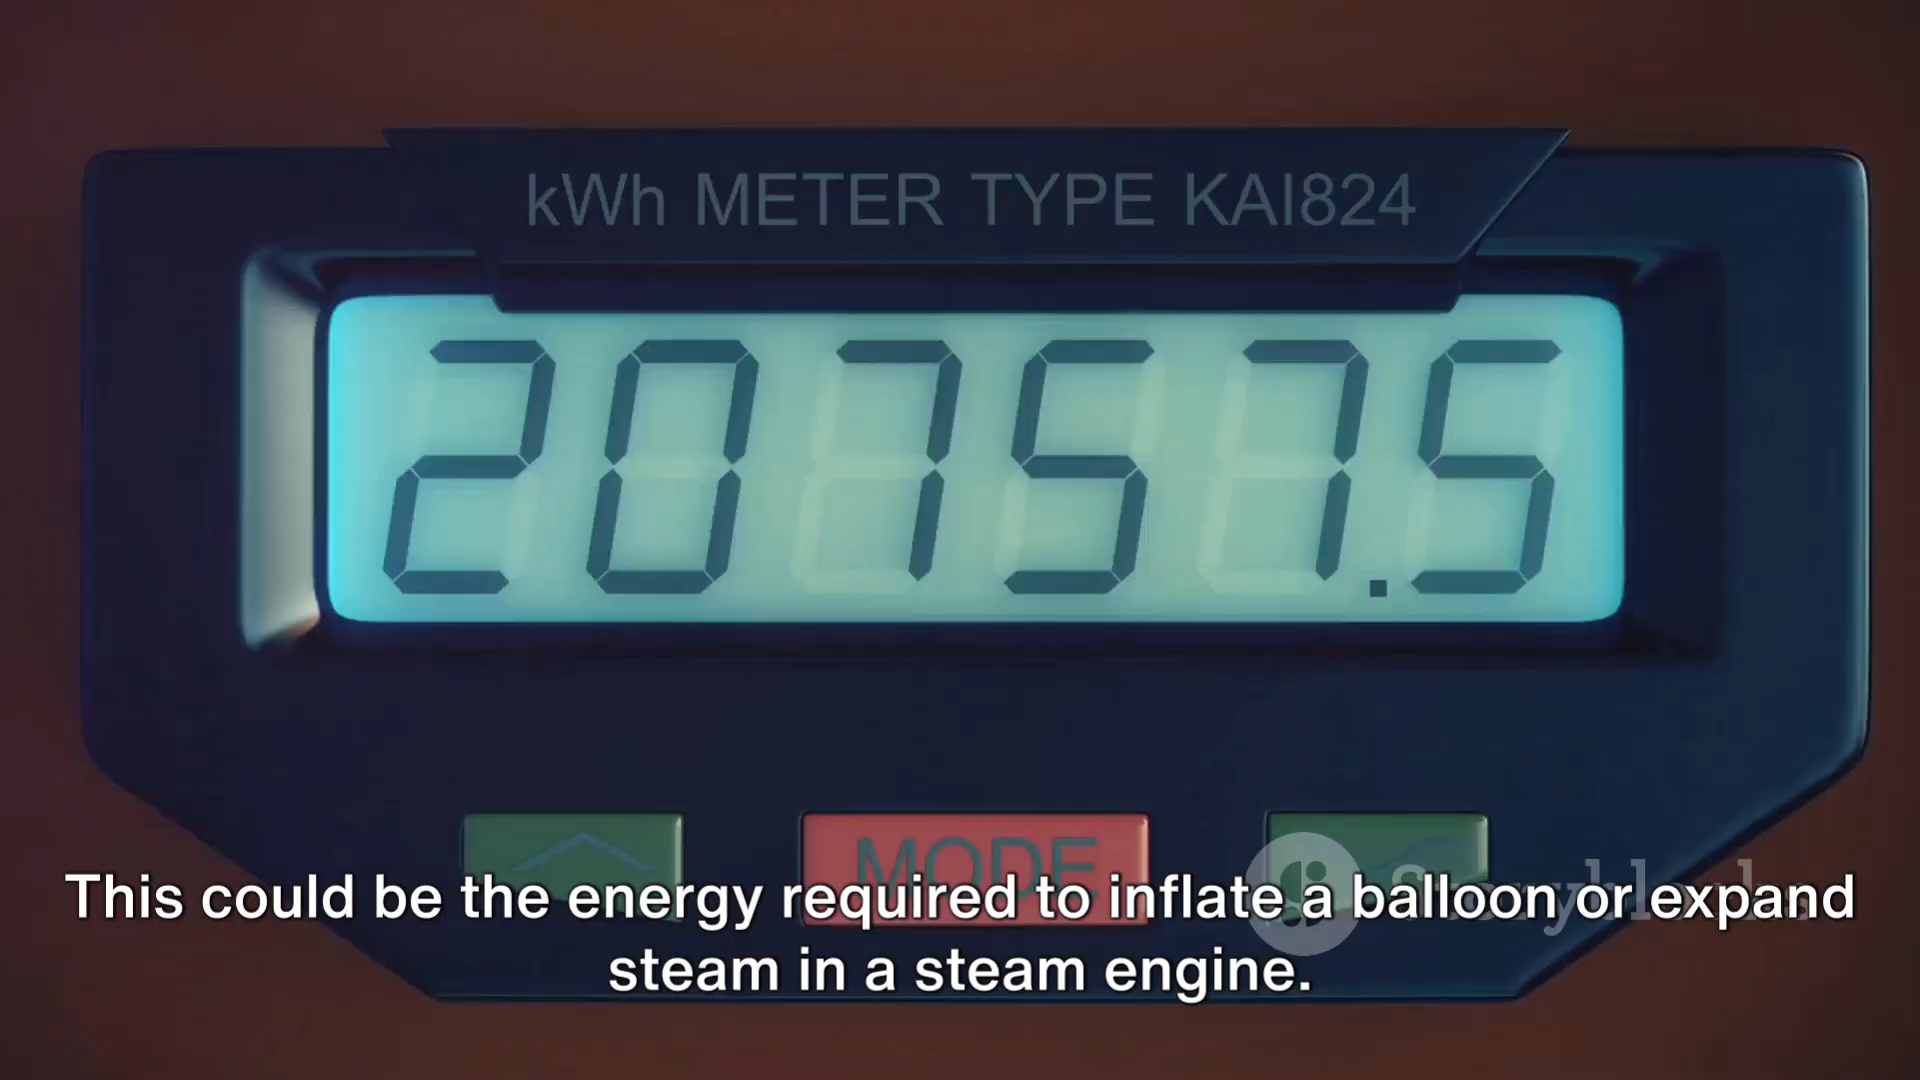 kWh METER TYPE KAI824
20757.5
MODE
Storyblocks
This could be the energy required to inflate a balloon or expand
steam in a steam engine.